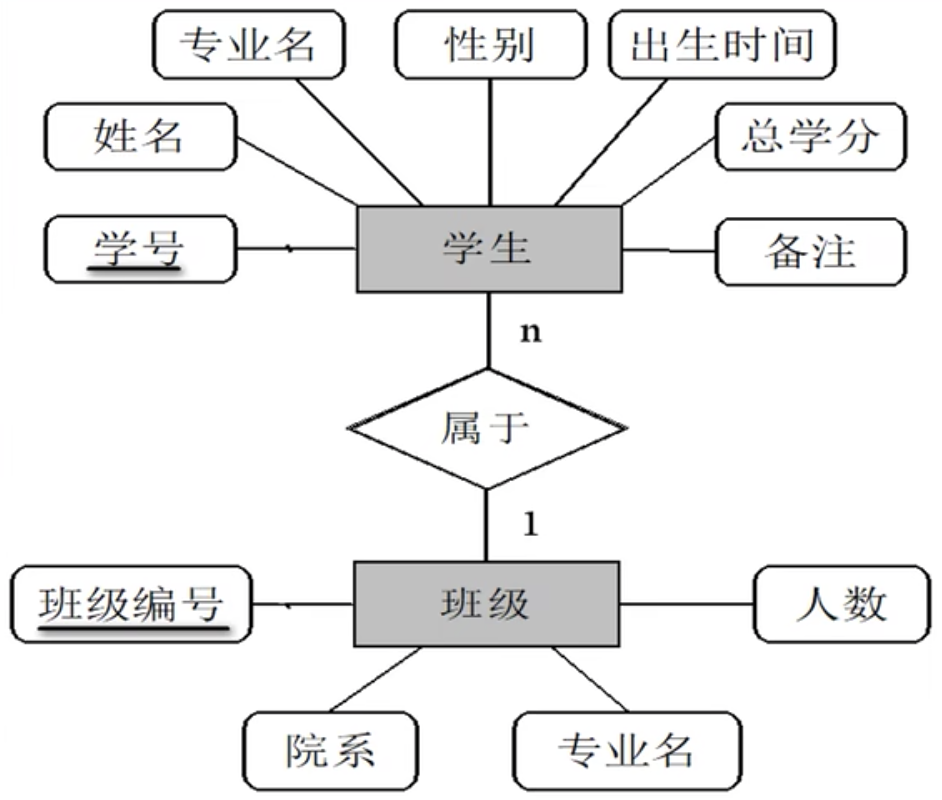 专业名
性别
出生时间
姓名
总学分
学号
学生
备注
n
属于
1
班级编号
班级
人数
院系
专业名